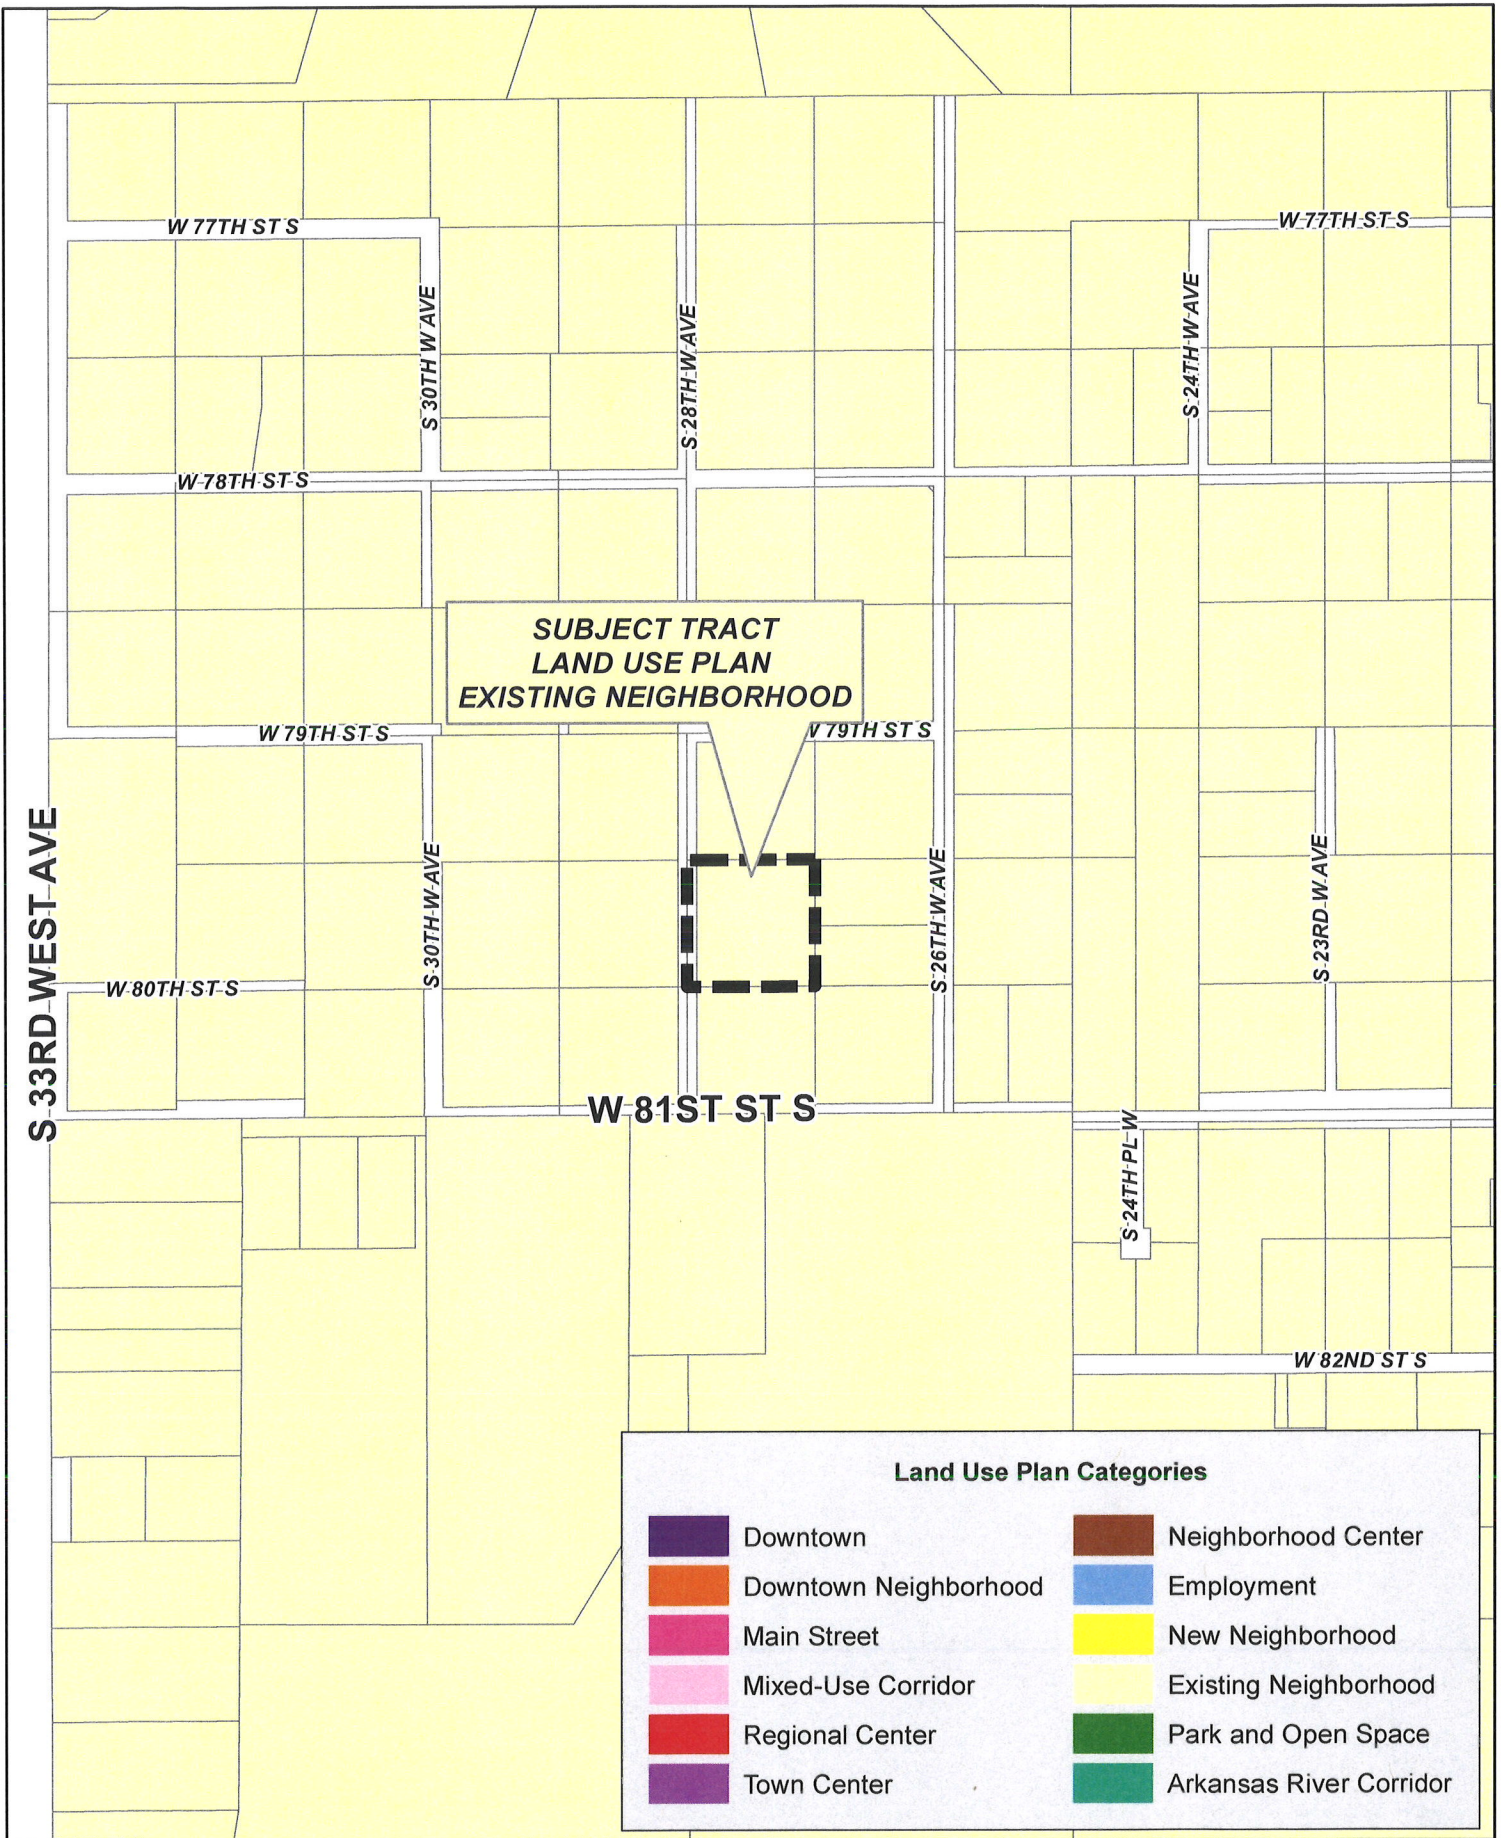 W 77TH ST S
W 77TH ST S
S 30TH W AVE
S 28TH W AVE
S 24TH W AVE
W 78TH ST S
SUBJECT TRACT
LAND USE PLAN
EXISTING NEIGHBORHOOD
W 79TH ST S
W 79TH ST S
S 33RD WEST AVE
S 30TH W AVE
S 26TH W AVE
S 23RD W AVE
W 80TH ST S
W 81ST ST S
S 24TH PL W
W 82ND ST S
Land Use Plan Categories
Downtown
Downtown Neighborhood
Main Street
Mixed-Use Corridor
Regional Center
Town Center
Neighborhood Center
Employment
New Neighborhood
Existing Neighborhood
Park and Open Space
Arkansas River Corridor